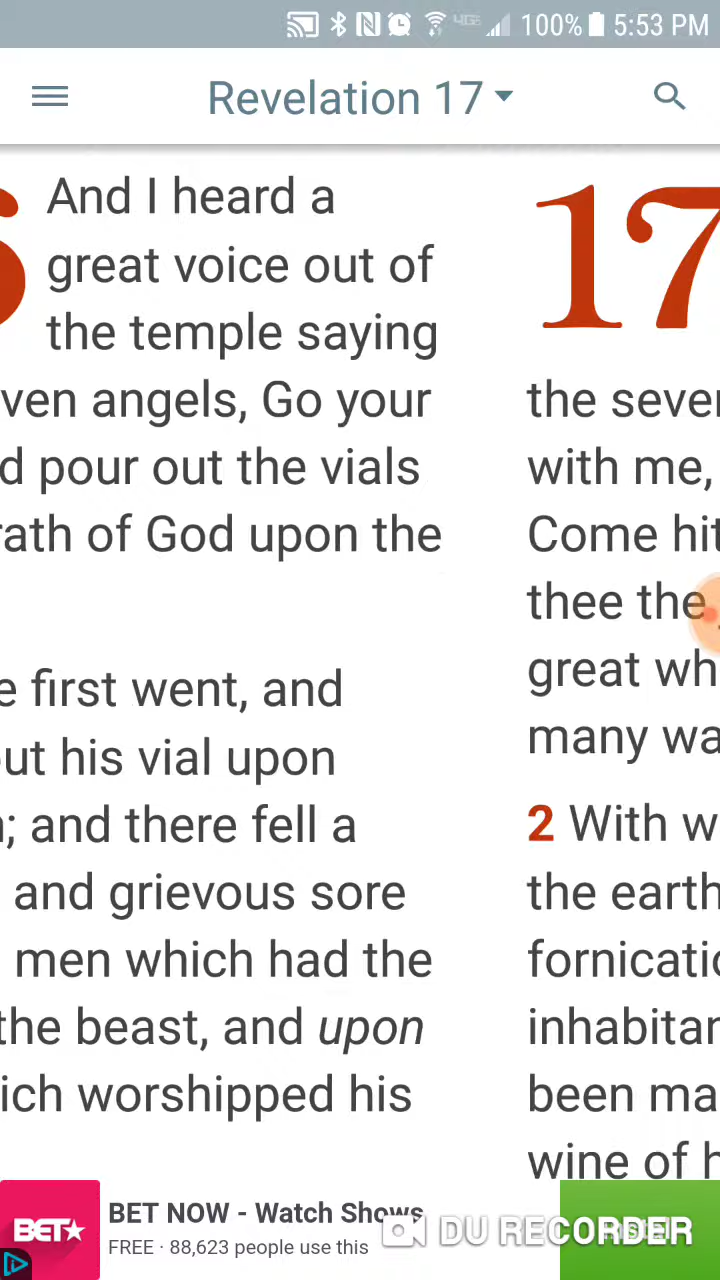 100% 5:53 PM
Revelation 17
And I heard a
great voice out of
the temple saying
ven angels, Go your
d pour out the vials
rath of God upon the
e first went, and
out his vial upon
; and there fell a
and grievous sore
men which had the
the beast, and upon
ich worshipped his
17
the seve
with me,
Come hit
thee the
great wh
many wa
2 With w
the earth
fornicatio
inhabitan
been ma
wine of h
BET NOW - Watch Shows
FREE · 88,623 people use this
BET
DU RECORDER